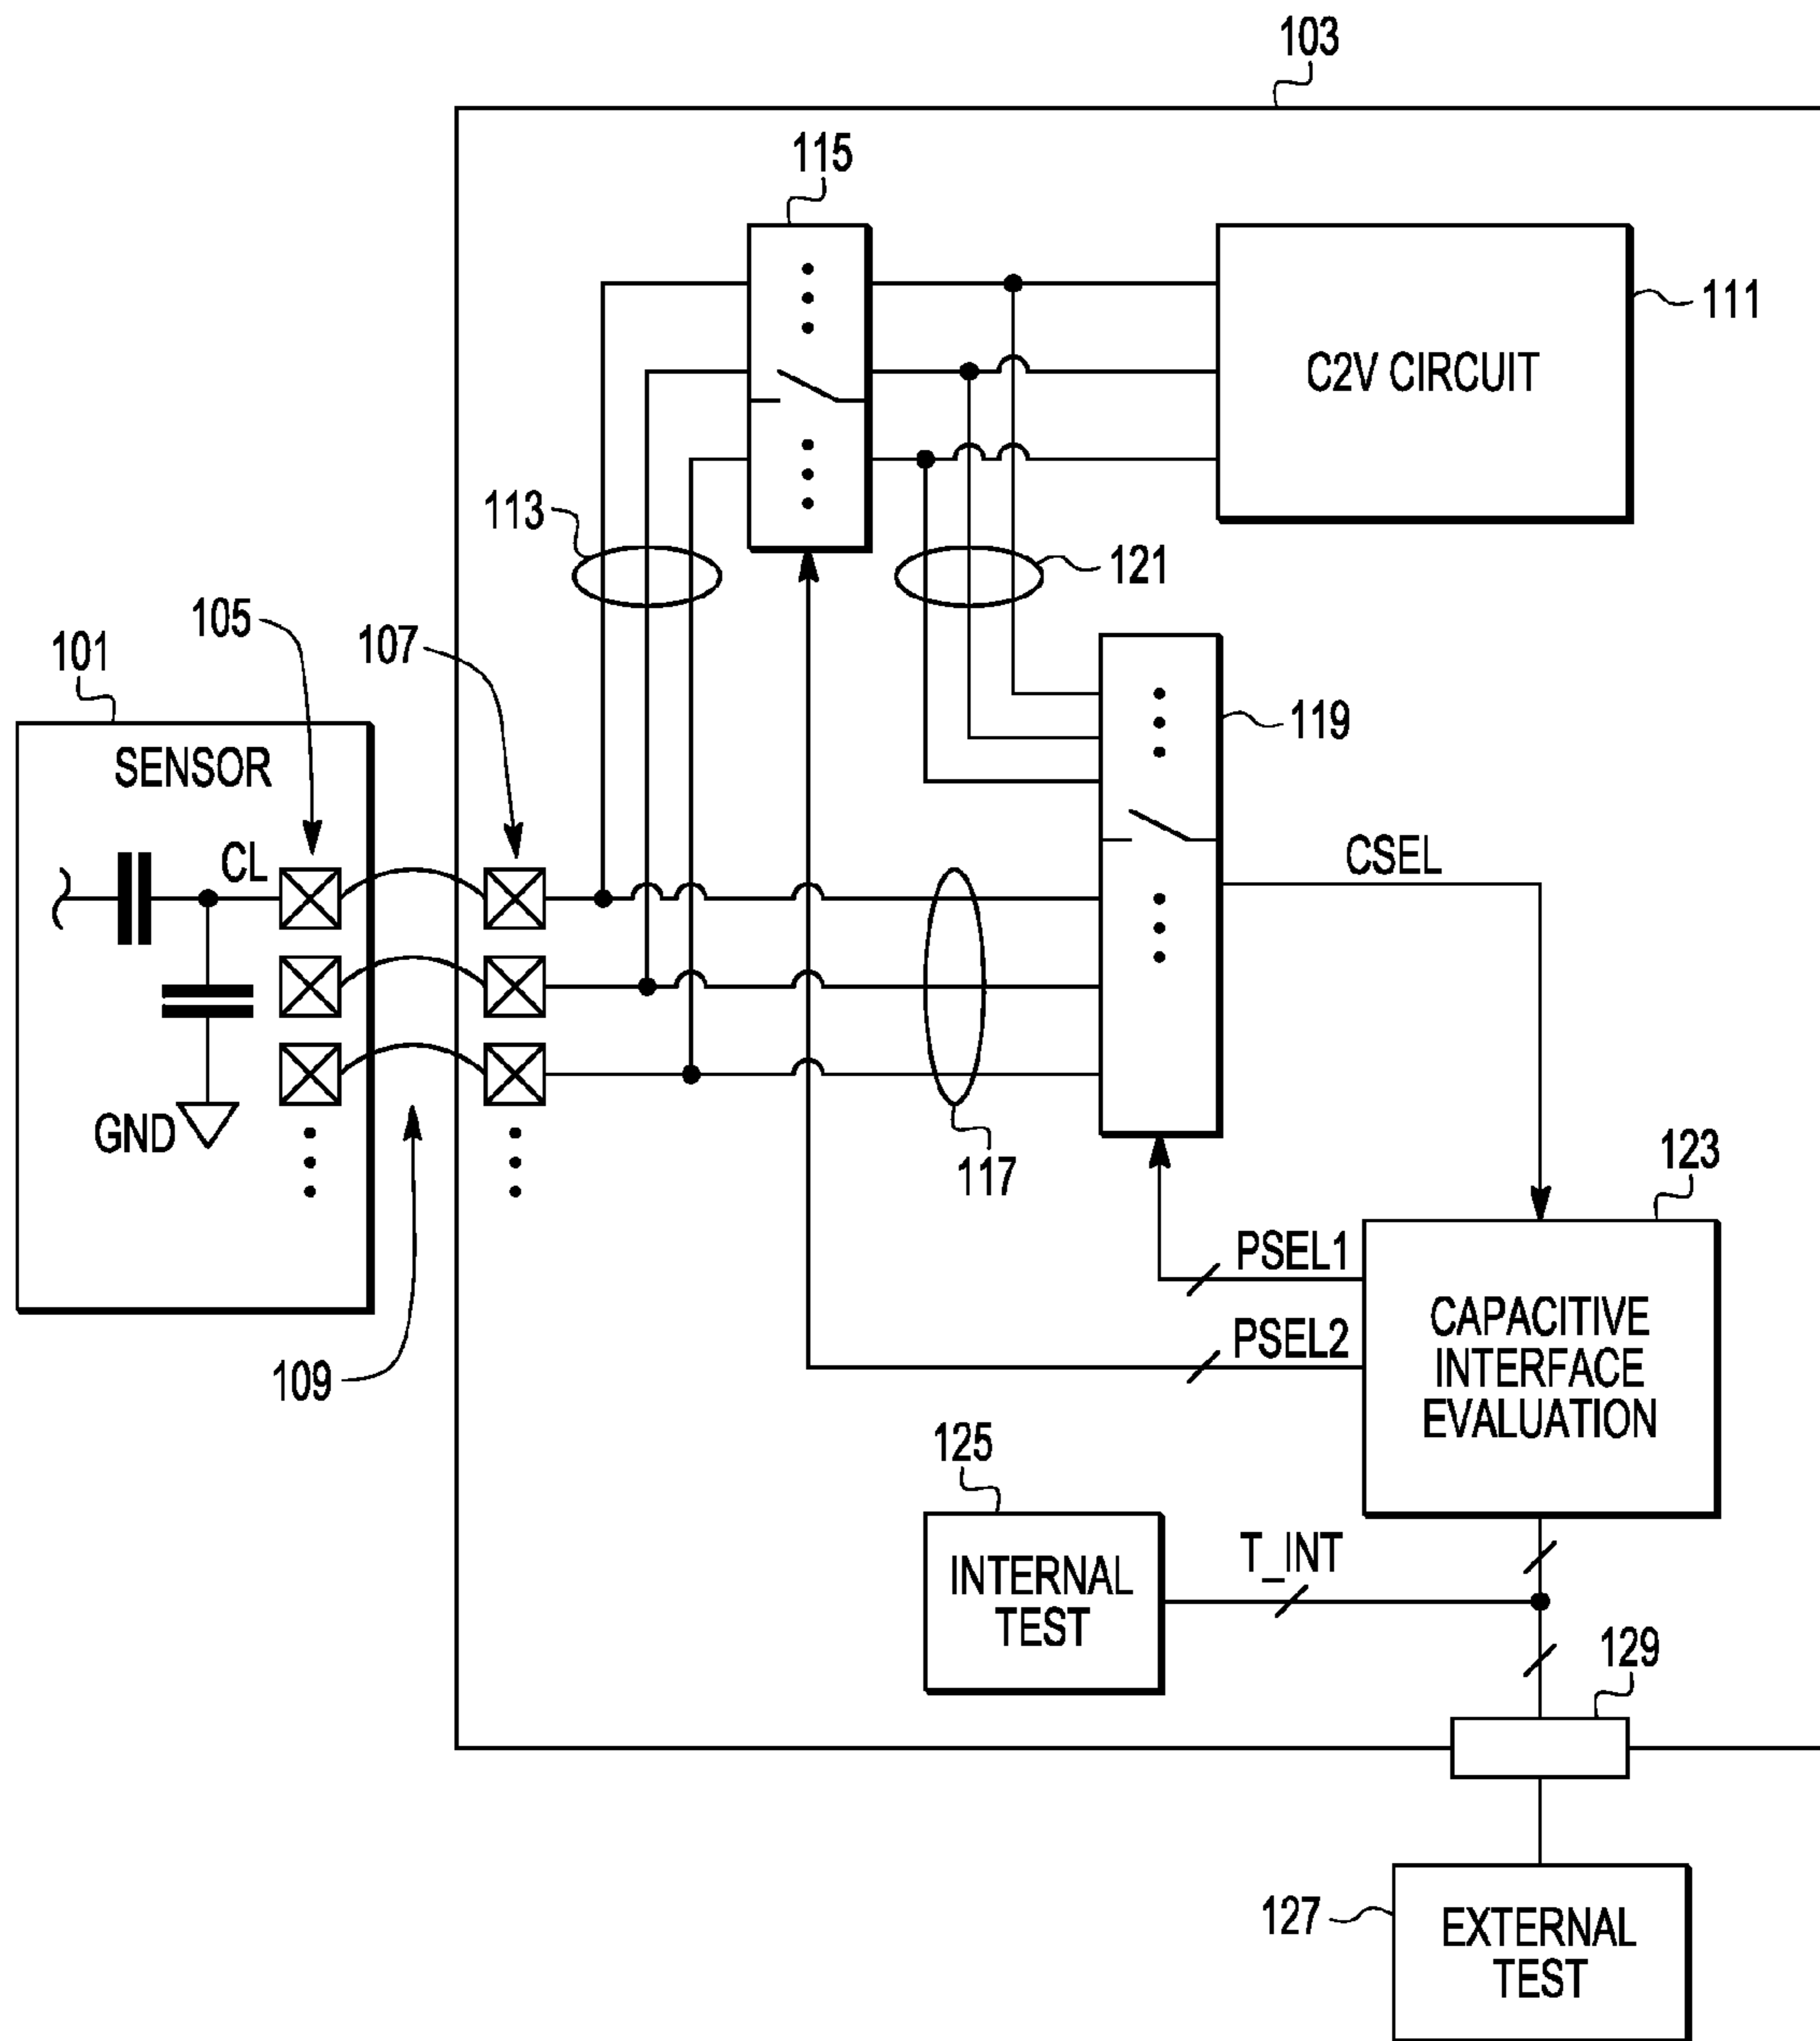 103
115
111
C2V CIRCUIT
113
121
105
107
101
119
SENSOR
CL
CSEL
GND
117
123
PSEL1
PSEL2
CAPACITIVE
INTERFACE
EVALUATION
109
125
T_INT
INTERNAL
TEST
129
127
EXTERNAL
TEST